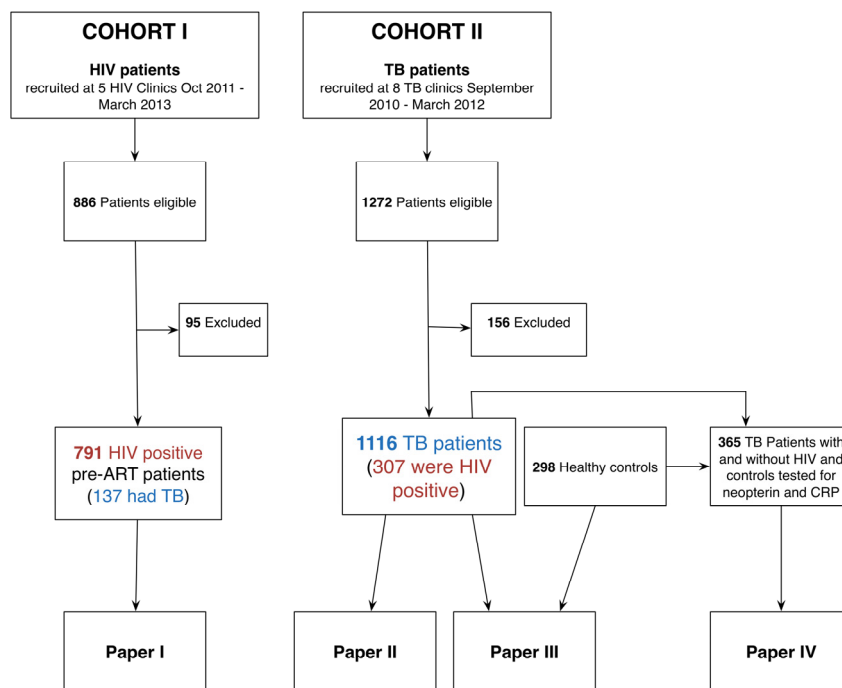 COHORT I
HIV patients
recruited at 5 HIV Clinics Oct 2011 -
March 2013
886 Patients eligible
95 Excluded
791 HIV positive
pre-ART patients
(137 had TB)
Paper I
COHORT II
TB patients
recruited at 8 TB clinics September
2010 - March 2012
1272 Patients eligible
156 Excluded
1116 TB patients
(307 were HIV
positive)
298 Healthy controls
365 TB Patients with
and without HIV and
controls tested for
neopterin and CRP
Paper II
Paper III
Paper IV